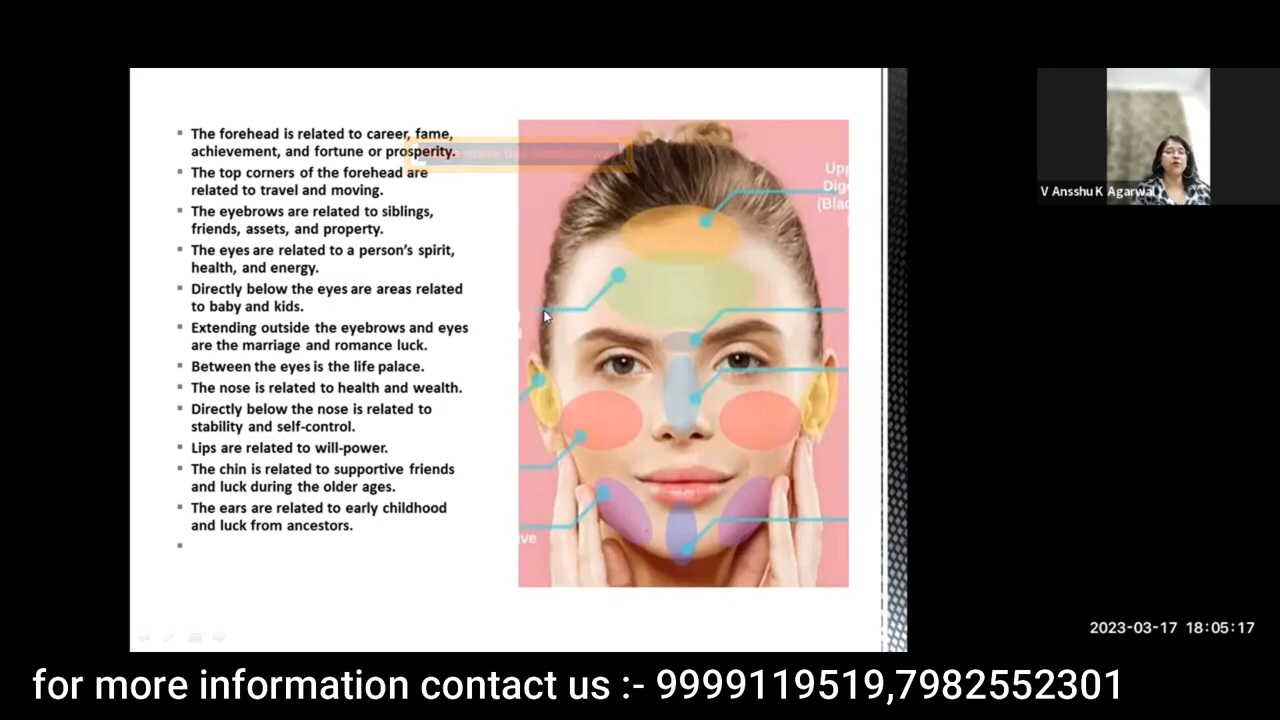 The forehead is related to career, fame,
achievement, and fortune or prosperity.
The top corners of the forehead are
related to travel and moving.
The eyebrows are related to siblings,
friends, assets, and property.
The eyes are related to a person's spirit,
health, and energy.
Directly below the eyes are areas related
to baby and kids.
Extending outside the eyebrows and eyes
are the marriage and romance luck.
Between the eyes is the life palace.
The nose is related to health and wealth.
Directly below the nose is related to
stability and self-control.
Lips are related to will-power.
The chin is related to supportive friends
and luck during the older ages.
The ears are related to early childhood
and luck from ancestors.
Upp
Dige
(Blac
ive
V Ansshu K Agarwal
2023-03-17 18:05:17
for more information contact us :- 9999119519,7982552301